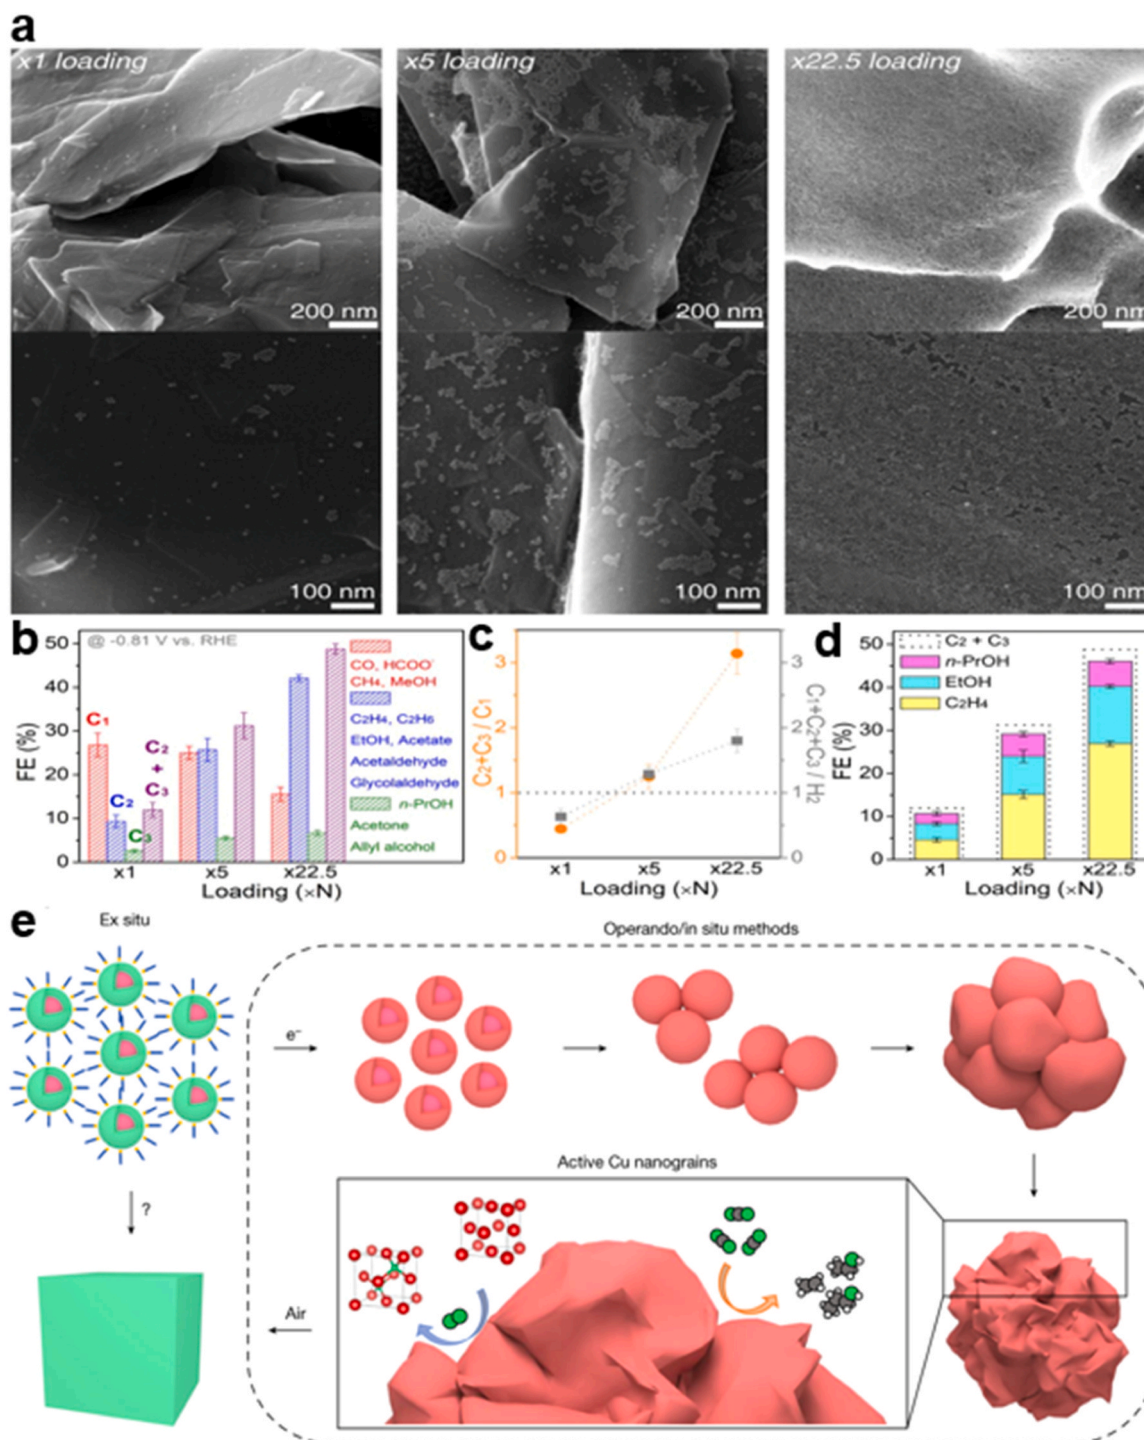 a
x1 loading
x5 loading
x22.5 loading
200 nm
200 nm
200 nm
100 nm
100 nm
100 nm
b
@ -0.81 V vs. RHE
FE (%)
50
40
30
20
10
0
C₁
C₂
C₃
C₂
+
C₃
CO, HCOO⁻
CH₄, MeOH
C₂H₄, C₂H₆
EtOH, Acetate
Acetaldehyde
Glycolaldehyde
n-PrOH
Acetone
Allyl alcohol
x1
x5
x22.5
Loading (×N)
c
C₂+C₃ / C₁
3
2
1
0
3
2
1
0
C₁+C₂+C₃ / H₂
x1
x5
x22.5
Loading (×N)
d
FE (%)
50
40
30
20
10
0
C₂ + C₃
n-PrOH
EtOH
C₂H₄
x1
x5
x22.5
Loading (×N)
e
Ex situ
Operando/in situ methods
e⁻
?
Active Cu nanograins
Air